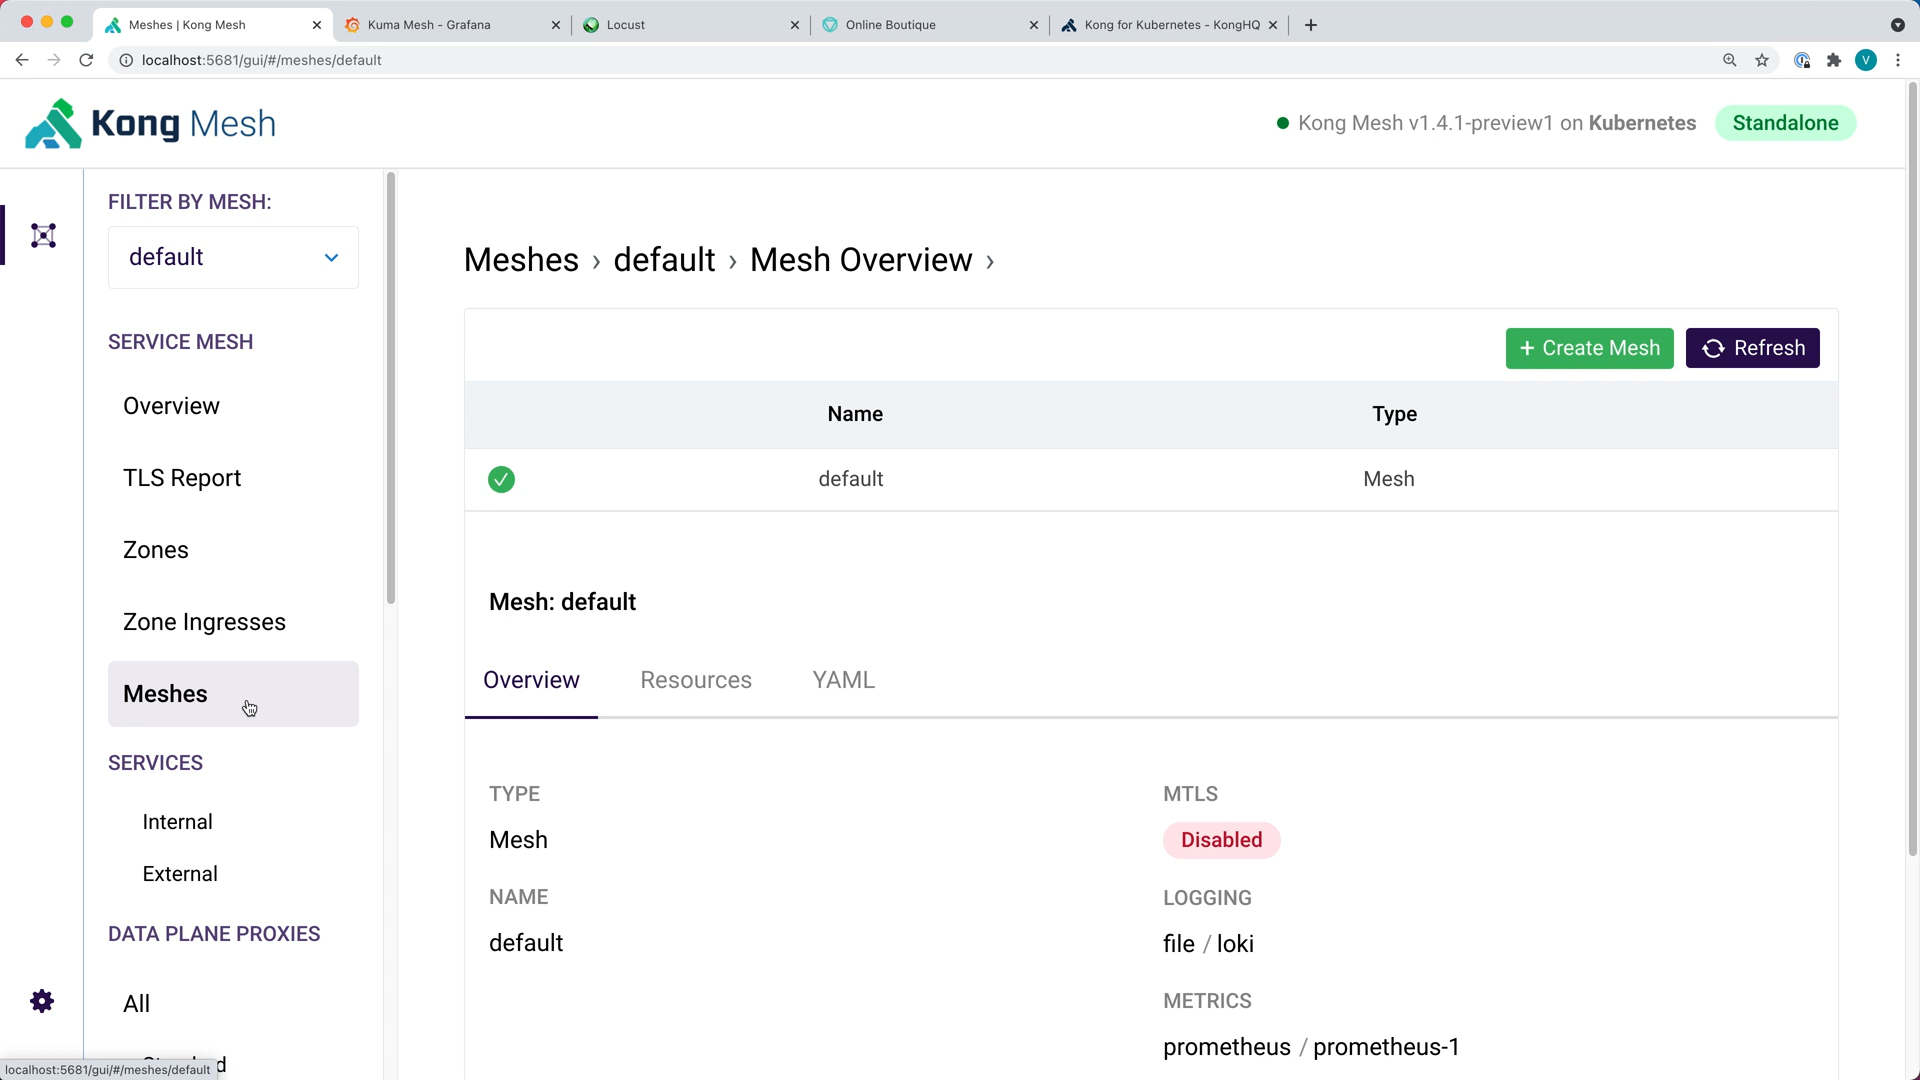 Meshes | Kong Mesh
Kuma Mesh - Grafana
Locust
Online Boutique
Kong for Kubernetes - KongHQ
localhost:5681/gui/#/meshes/default
V
Kong Mesh
Kong Mesh v1.4.1-preview1 on Kubernetes
Standalone
FILTER BY MESH:
default
SERVICE MESH
Overview
TLS Report
Zones
Zone Ingresses
Meshes
SERVICES
Internal
External
DATA PLANE PROXIES
All
localhost:5681/gui/#/meshes/default
Meshes › default › Mesh Overview ›
+ Create Mesh
Refresh
Name Type
default Mesh
Mesh: default
Overview Resources YAML
TYPE
Mesh
NAME
default
MTLS
Disabled
LOGGING
file / loki
METRICS
prometheus / prometheus-1